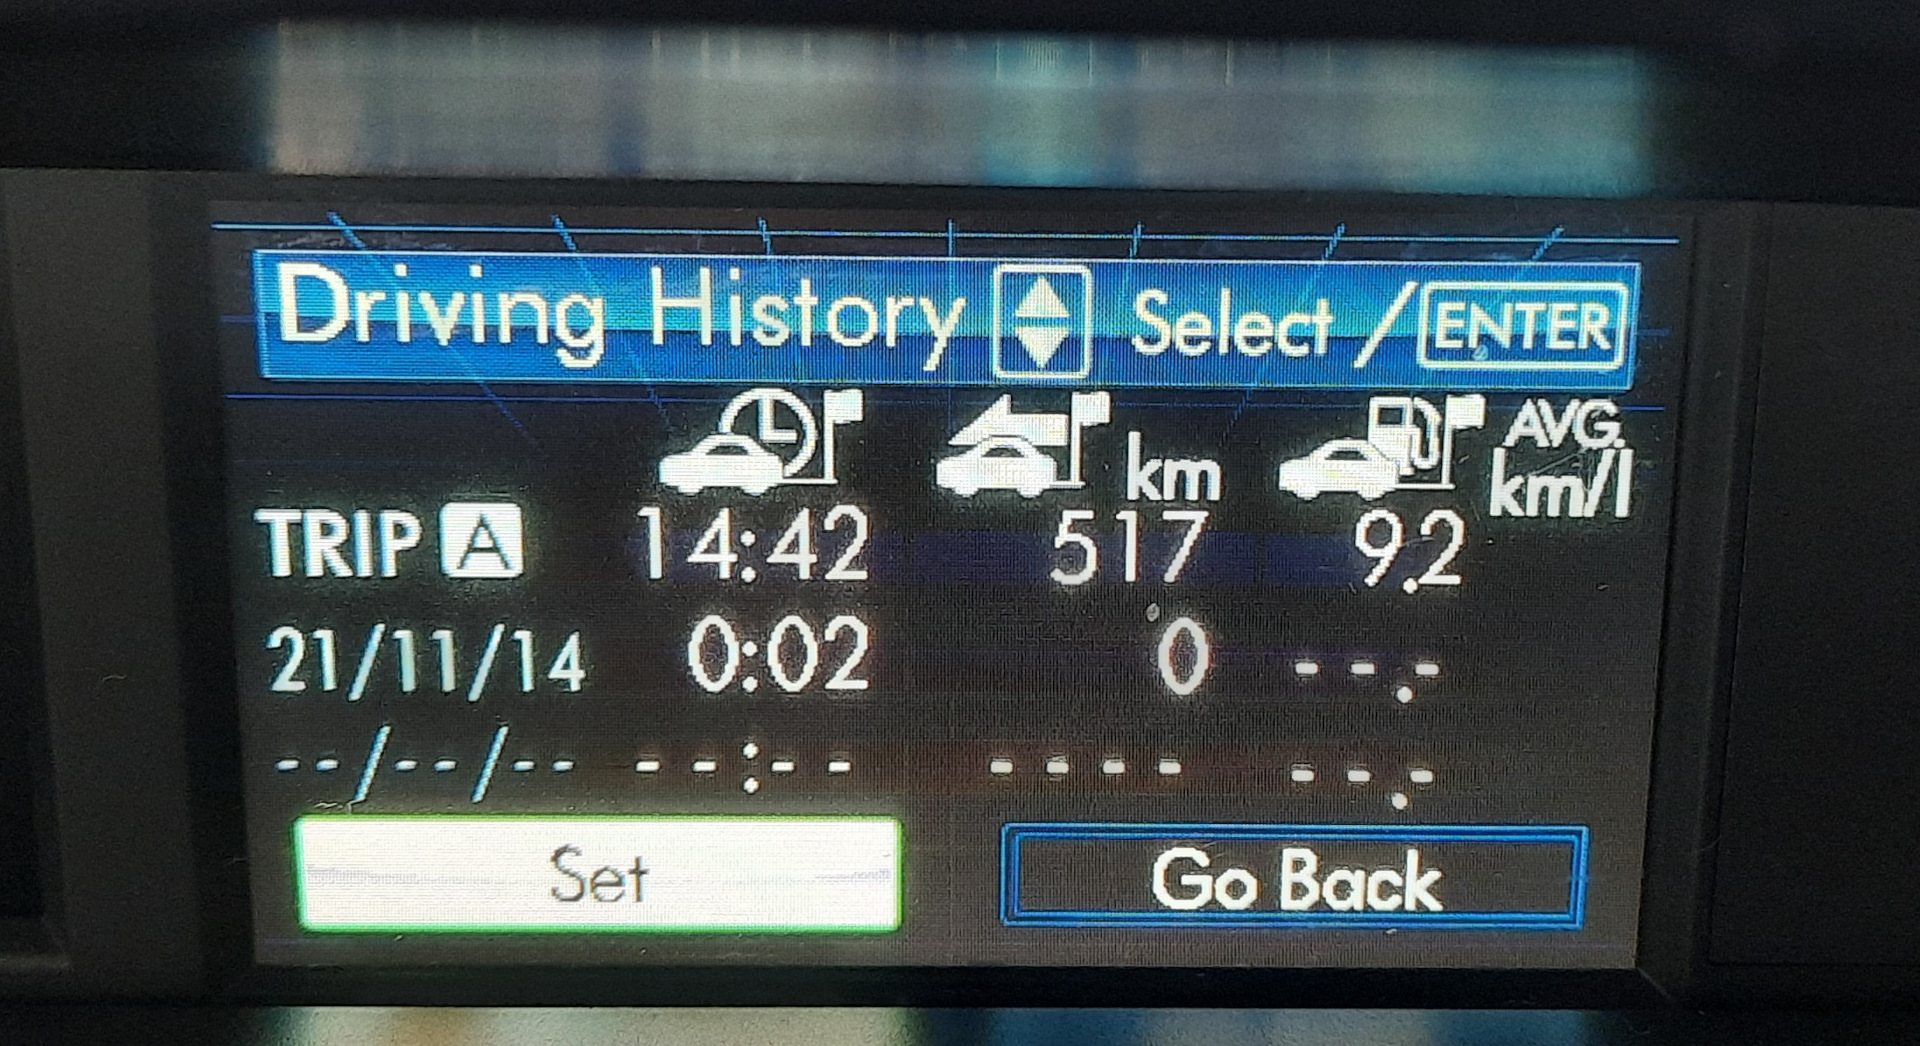 Driving History Select / ENTER
km AVG. km/l
TRIP A 14:42 517 9.2
21/11/14 0:02 0 --.-
--/--/-- --:-- ---- --.-
Set Go Back